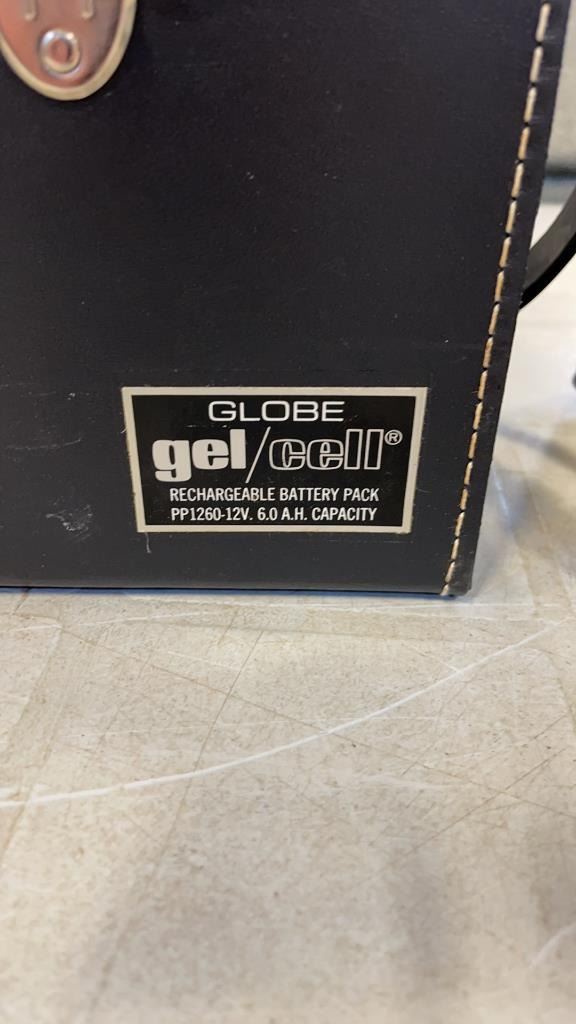 GLOBE
gel/cell®
RECHARGEABLE BATTERY PACK
PP1260-12V. 6.0 A.H. CAPACITY